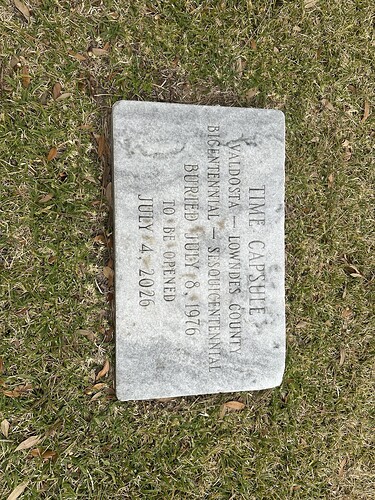 TIME CAPSULE
VALDOSTA – LOWNDES COUNTY
BICENTENNIAL – SESQUICENTENNIAL
BURIED JULY 8, 1976
TO BE OPENED
JULY 4, 2026